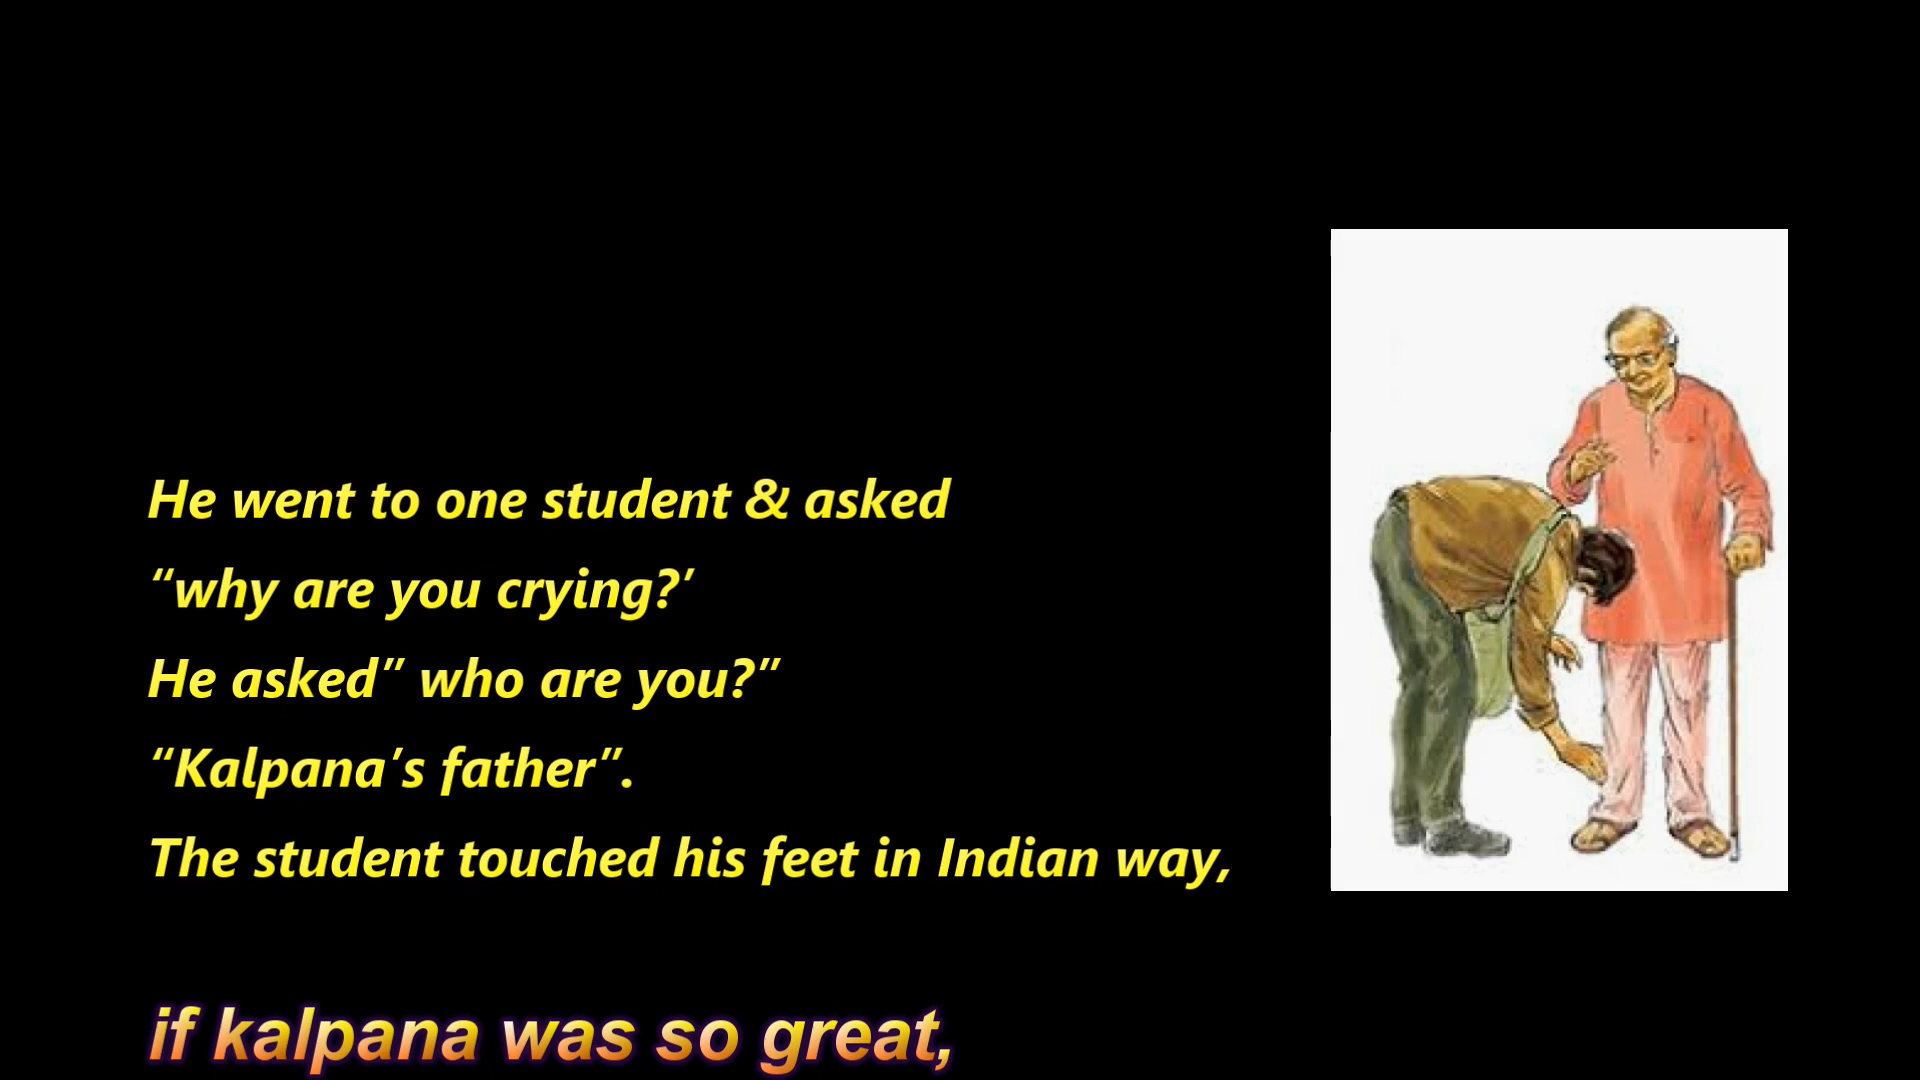 He went to one student & asked
“why are you crying?’
He asked” who are you?”
“Kalpana’s father”.
The student touched his feet in Indian way,
if kalpana was so great,